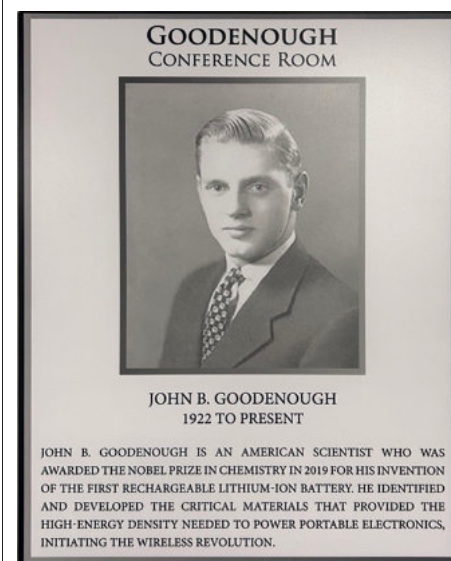 GOODENOUGH
CONFERENCE ROOM
JOHN B. GOODENOUGH
1922 TO PRESENT
JOHN B. GOODENOUGH IS AN AMERICAN SCIENTIST WHO WAS
AWARDED THE NOBEL PRIZE IN CHEMISTRY IN 2019 FOR HIS INVENTION
OF THE FIRST RECHARGEABLE LITHIUM-ION BATTERY. HE IDENTIFIED
AND DEVELOPED THE CRITICAL MATERIALS THAT PROVIDED THE
HIGH-ENERGY DENSITY NEEDED TO POWER PORTABLE ELECTRONICS,
INITIATING THE WIRELESS REVOLUTION.